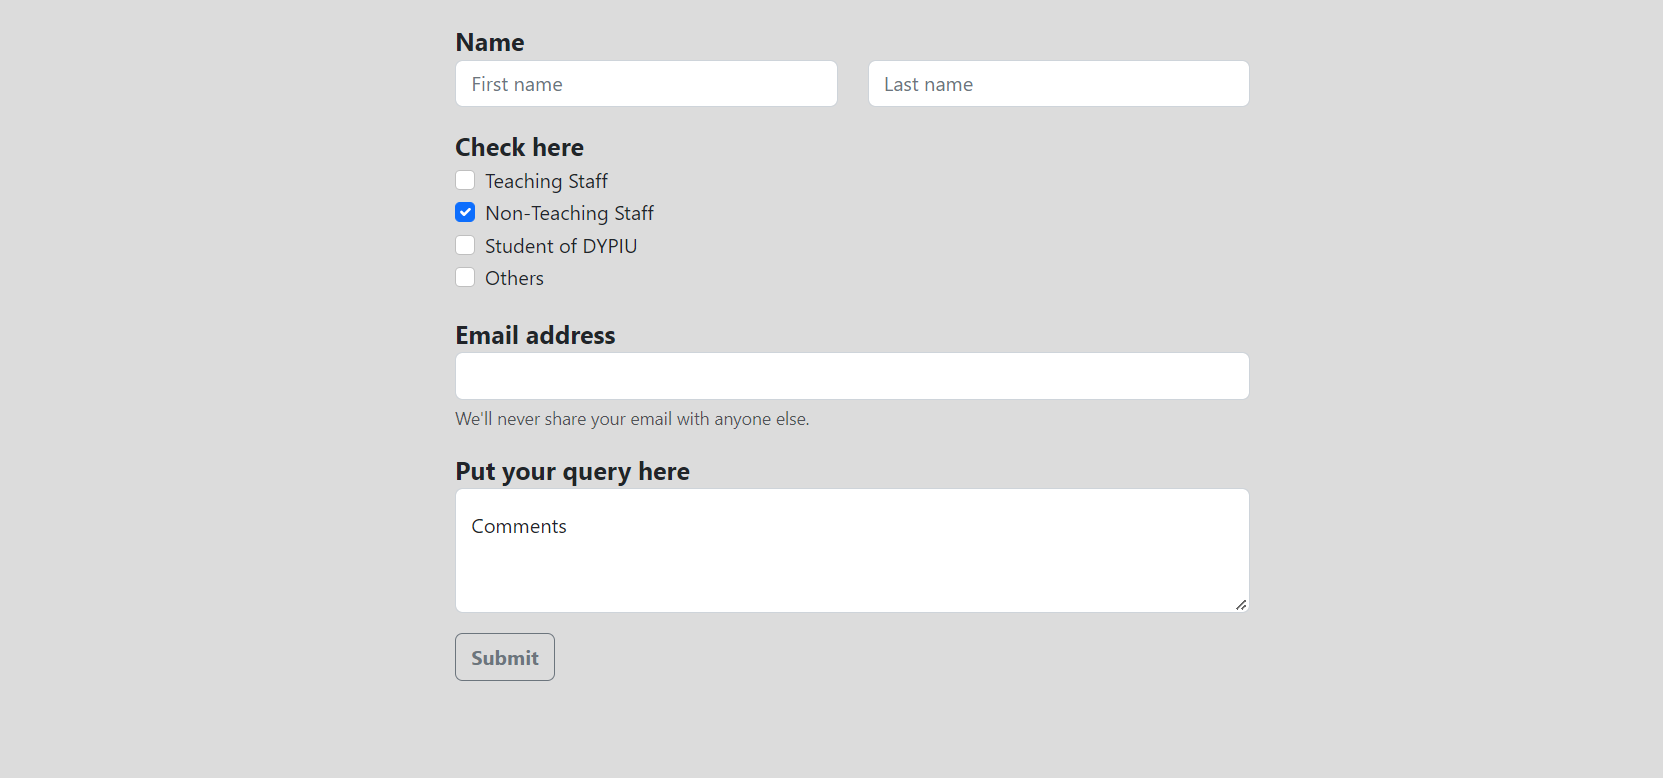 Name
First name Last name
Check here
Teaching Staff
Non-Teaching Staff
Student of DYPIU
Others
Email address
We'll never share your email with anyone else.
Put your query here
Comments
Submit